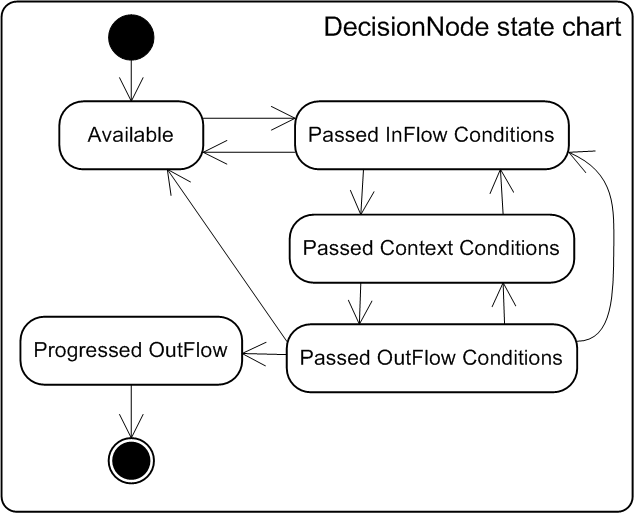 DecisionNode state chart
Available
Passed InFlow Conditions
Passed Context Conditions
Progressed OutFlow
Passed OutFlow Conditions